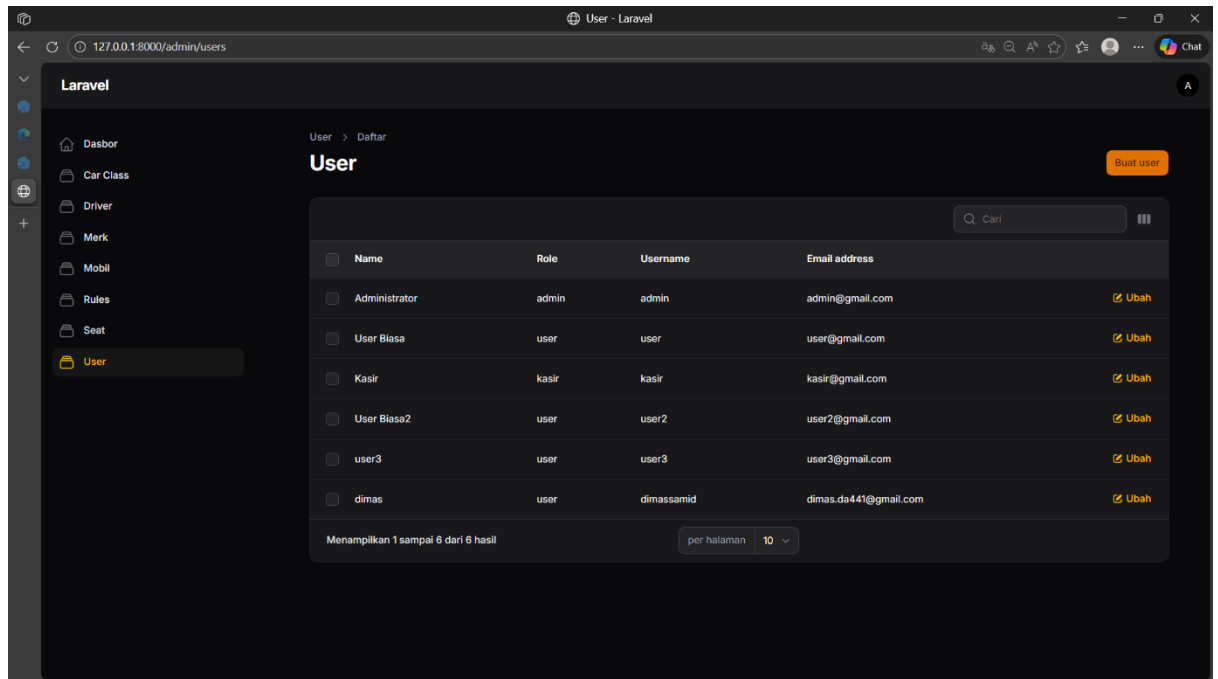 User - Laravel
127.0.0.1:8000/admin/users
Chat
Laravel
A
Dasbor
Car Class
Driver
Merk
Mobil
Rules
Seat
User
User > Daftar
User
Buat user
Cari
Name Role Username Email address
Administrator admin admin admin@gmail.com Ubah
User Biasa user user user@gmail.com Ubah
Kasir kasir kasir kasir@gmail.com Ubah
User Biasa2 user user2 user2@gmail.com Ubah
user3 user user3 user3@gmail.com Ubah
dimas user dimassamid dimas.da441@gmail.com Ubah
Menampilkan 1 sampai 6 dari 6 hasil
per halaman 10